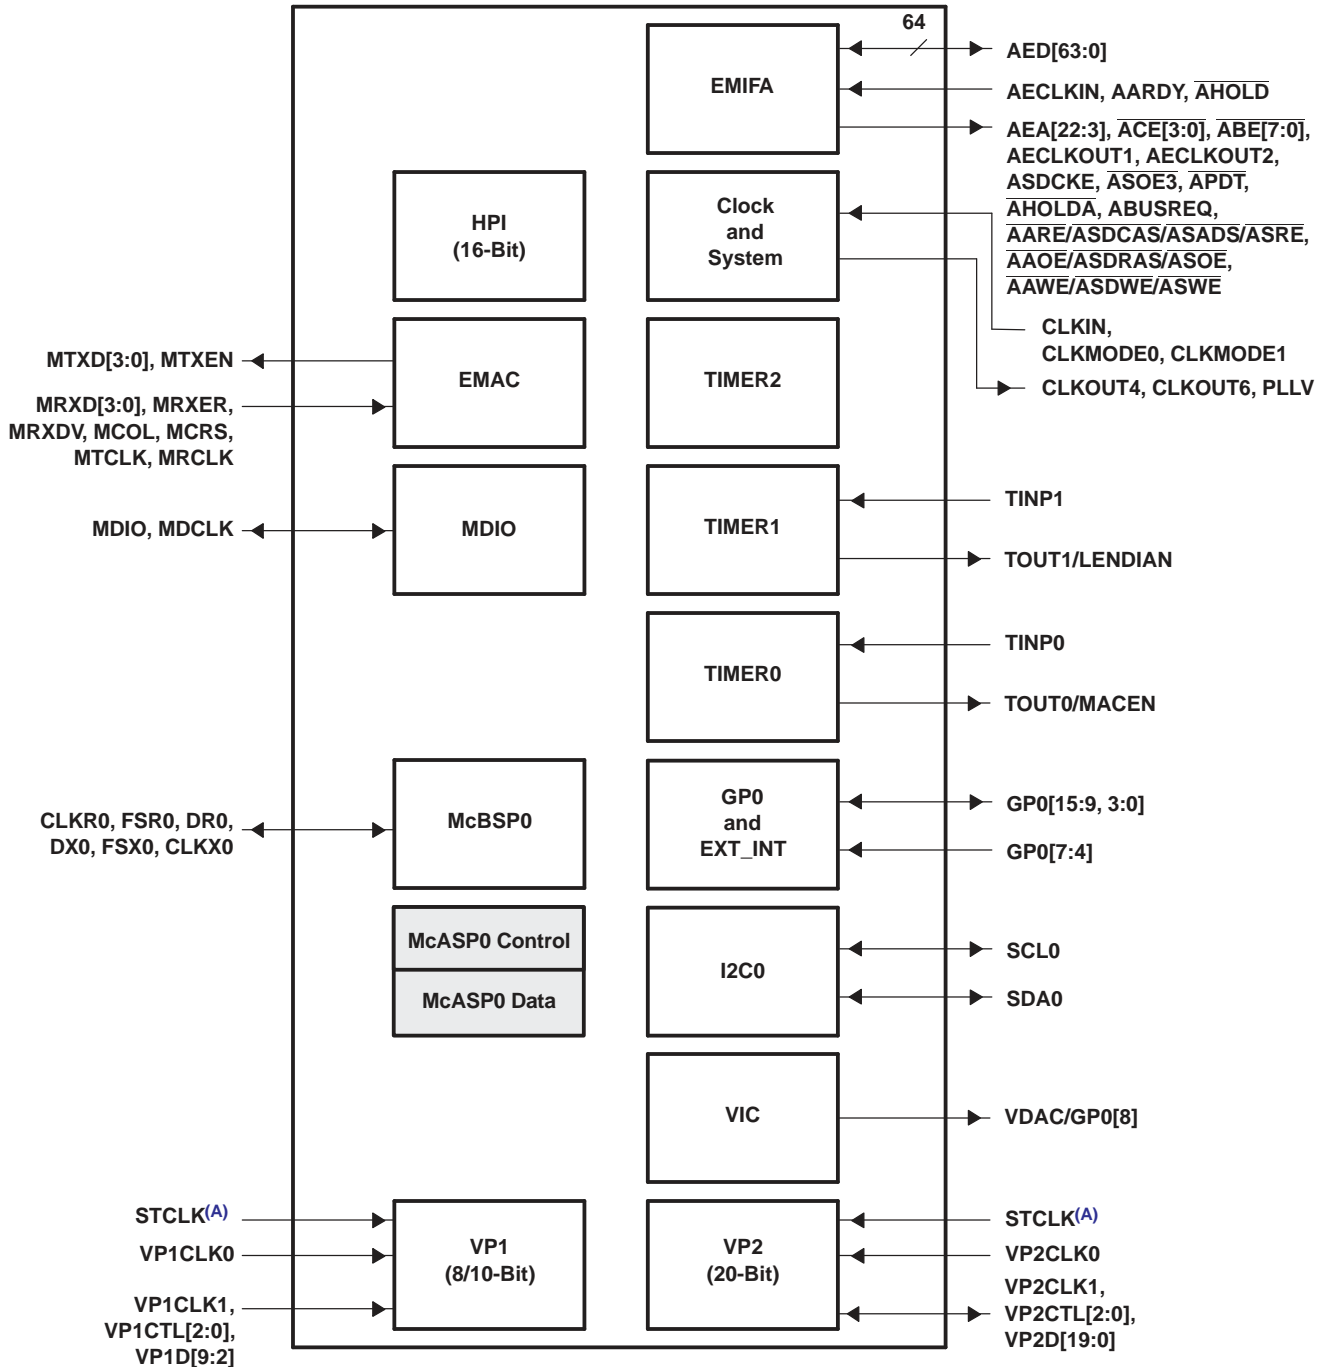 64
AED[63:0]
EMIFA
AECLKIN, AARDY, AHOLD
AEA[22:3], ACE[3:0], ABE[7:0],
AECLKOUT1, AECLKOUT2,
ASDCKE, ASOE3, APDT,
AHOLDA, ABUSREQ,
AARE/ASDCAS/ASADS/ASRE,
AAOE/ASDRAS/ASOE,
AAWE/ASDWE/ASWE
HPI
(16-Bit)
Clock
and
System
CLKIN,
CLKMODE0, CLKMODE1
CLKOUT4, CLKOUT6, PLLV
MTXD[3:0], MTXEN
MRXD[3:0], MRXER,
MRXDV, MCOL, MCRS,
MTCLK, MRCLK
EMAC
TIMER2
MDIO, MDCLK
MDIO
TIMER1
TINP1
TOUT1/LENDIAN
TIMER0
TINP0
TOUT0/MACEN
CLKR0, FSR0, DR0,
DX0, FSX0, CLKX0
McBSP0
GP0
and
EXT_INT
GP0[15:9, 3:0]
GP0[7:4]
McASP0 Control
McASP0 Data
I2C0
SCL0
SDA0
VIC
VDAC/GP0[8]
STCLK(A)
VP1CLK0
VP1CLK1,
VP1CTL[2:0],
VP1D[9:2]
VP1
(8/10-Bit)
VP2
(20-Bit)
STCLK(A)
VP2CLK0
VP2CLK1,
VP2CTL[2:0],
VP2D[19:0]